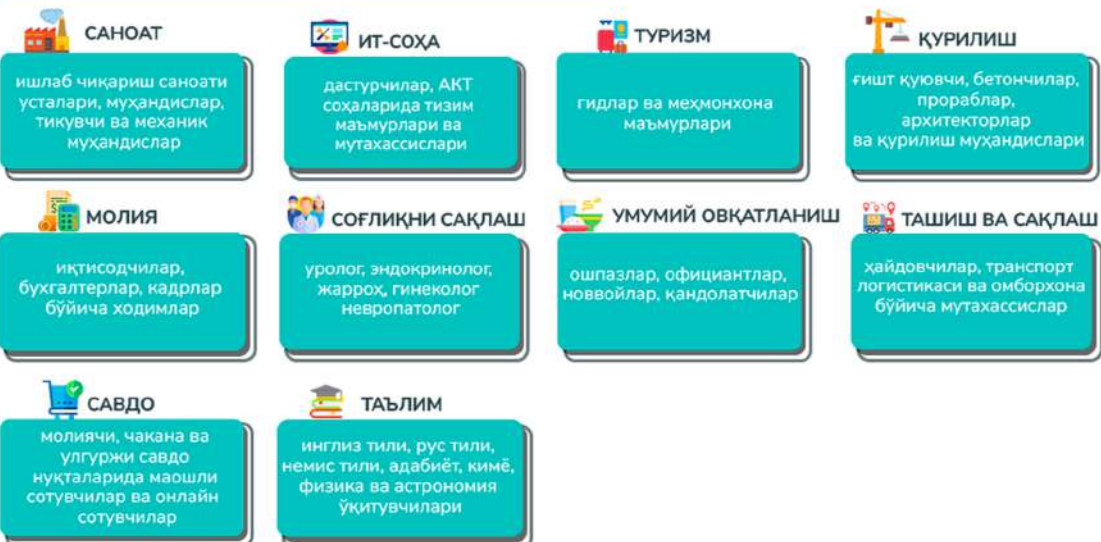 САНОАТ
ишлаб чиқариш саноати
усталари, муҳандислар,
тикувчи ва механик
муҳандислар
ИТ-СОҲА
дастурчилар, АКТ
соҳаларида тизим
маъмурлари ва
мутахассислари
ТУРИЗМ
гидлар ва меҳмонхона
маъмурлари
ҚУРИЛИШ
ғишт қуювчи, бетончилар,
прораблар,
архитекторлар
ва қурилиш муҳандислари
МОЛИЯ
иқтисодчилар,
бухгалтерлар, кадрлар
бўйича ходимлар
СОҒЛИҚНИ САҚЛАШ
уролог, эндокринолог,
жарроҳ, гинеколог
невропатолог
УМУМИЙ ОВҚАТЛАНИШ
ошпазлар, официантлар,
новвойлар, қандолатчилар
ТАШИШ ВА САҚЛАШ
ҳайдовчилар, транспорт
логистикаси ва омборхона
бўйича мутахассислар
САВДО
молиячи, чакана ва
улгуржи савдо
нуқталарида маошли
сотувчилар ва онлайн
сотувчилар
ТАЪЛИМ
инглиз тили, рус тили,
немис тили, адабиёт, кимё,
физика ва астрономия
ўқитувчилари